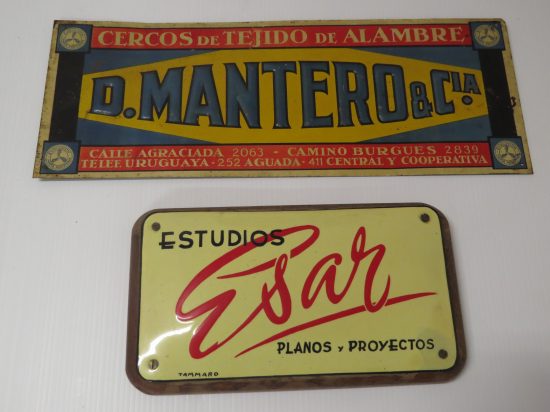 CERCOS DE TEJIDO DE ALAMBRE
D. MANTERO & CIA.
CALLE AGRACIADA 2063 - CAMINO BURGUES 2839
TELEF. URUGUAYA - 252 AGUADA - 411 CENTRAL Y COOPERATIVA
ESTUDIOS
Esar
PLANOS Y PROYECTOS
TAMMARO